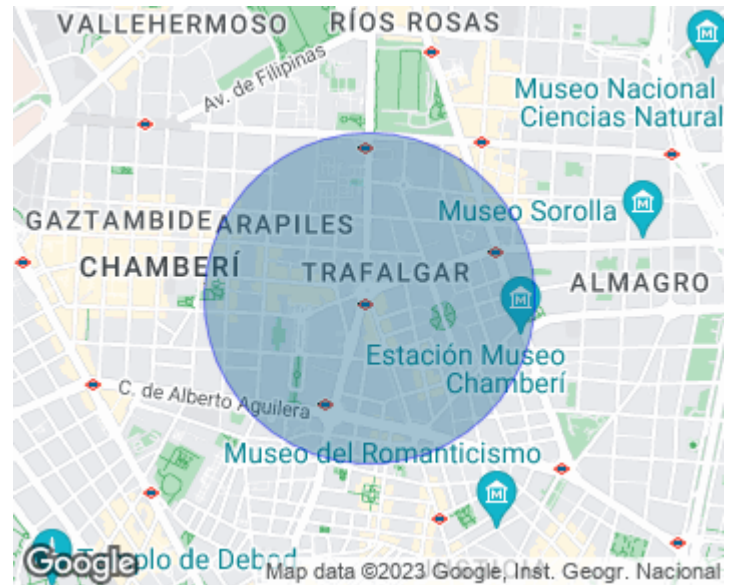 VALLEHERMOSO
RÍOS ROSAS
Av. de Filipinas
Museo Nacional
Ciencias Natural
Museo Sorolla
GAZTAMBIDE
ARAPILES
CHAMBERÍ
TRAFALGAR
ALMAGRO
Estación Museo
Chamberí
C. de Alberto Aguilera
Museo del Romanticismo
Google
Templo de Debod
Map data ©2023 Google, Inst. Geogr. Nacional